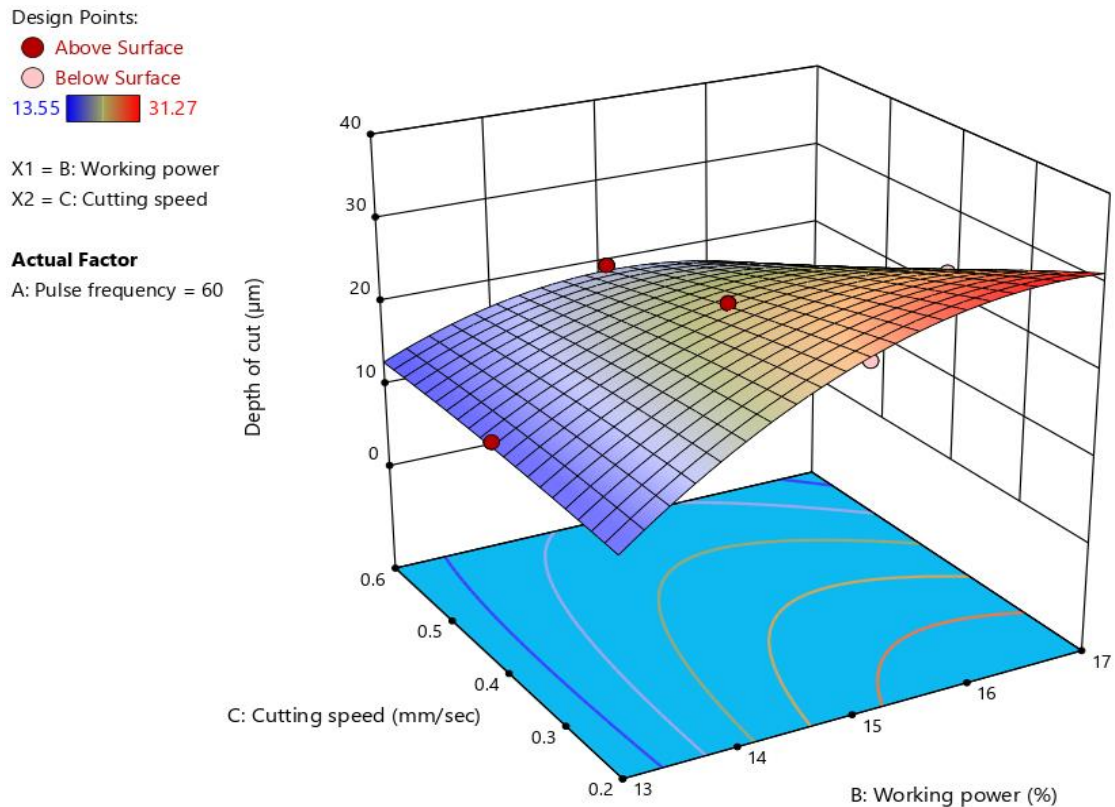 Design Points:
Above Surface
Below Surface
13.55 31.27
X1 = B: Working power
X2 = C: Cutting speed
Actual Factor
A: Pulse frequency = 60
40
30
20
10
0
Depth of cut (µm)
0.6
0.5
0.4
0.3
0.2
C: Cutting speed (mm/sec)
13
14
15
16
17
B: Working power (%)